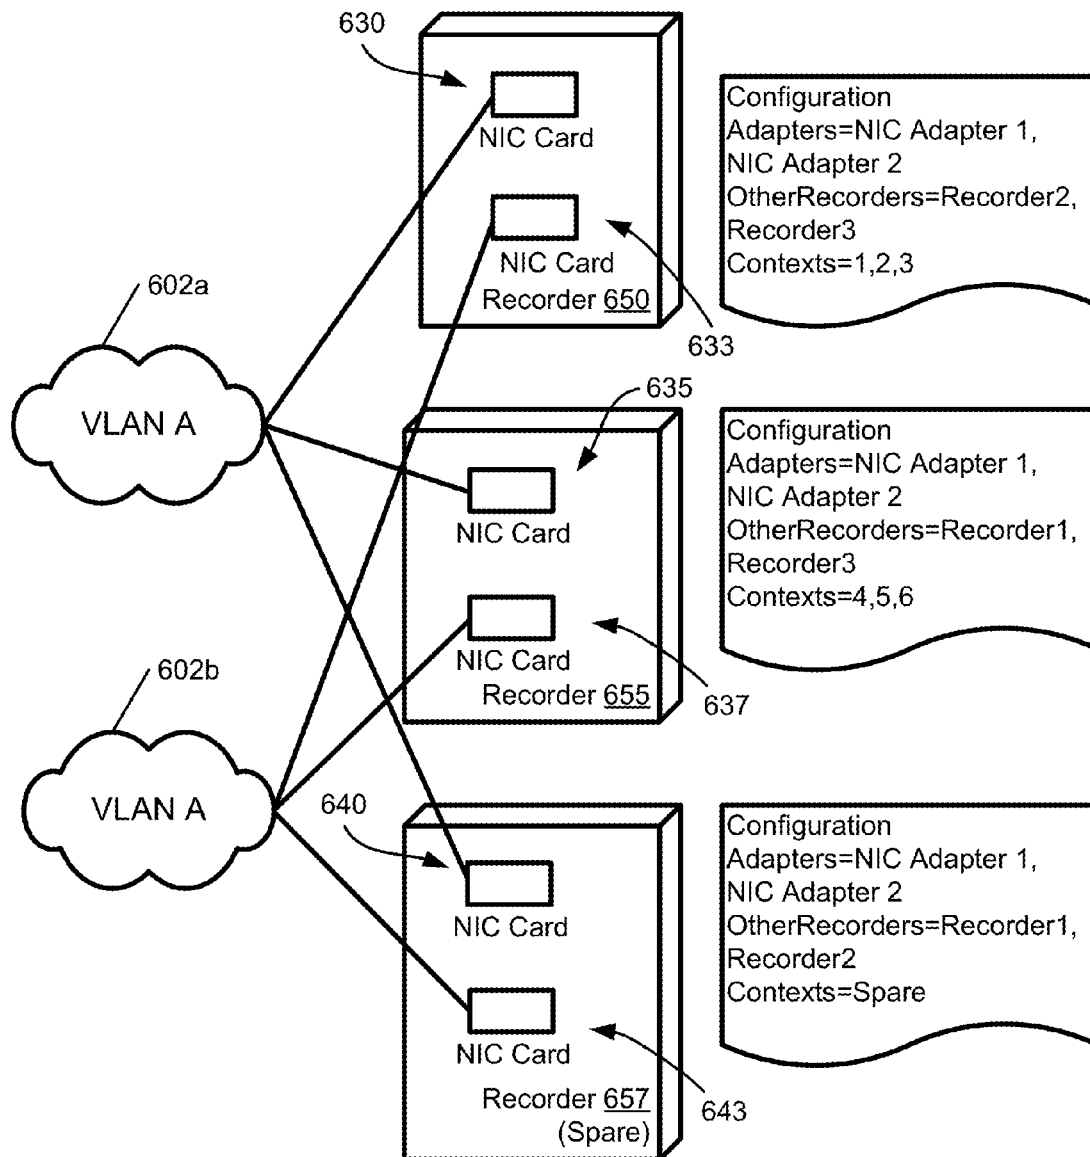 630
NIC Card
NIC Card
Recorder 650
633
Configuration
Adapters=NIC Adapter 1,
NIC Adapter 2
OtherRecorders=Recorder2,
Recorder3
Contexts=1,2,3
602a
VLAN A
635
NIC Card
NIC Card
Recorder 655
637
Configuration
Adapters=NIC Adapter 1,
NIC Adapter 2
OtherRecorders=Recorder1,
Recorder3
Contexts=4,5,6
602b
VLAN A
640
NIC Card
NIC Card
Recorder 657
(Spare)
643
Configuration
Adapters=NIC Adapter 1,
NIC Adapter 2
OtherRecorders=Recorder1,
Recorder2
Contexts=Spare